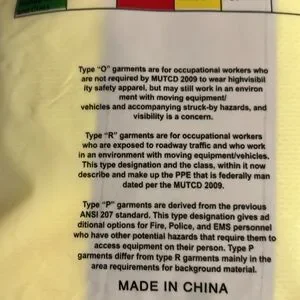 Type "O" garments are for occupational workers who
are not required by MUTCD 2009 to wear highvisibil
ity safety apparel, but may still work in an environ
ment with moving equipment/
vehicles and accompanying struck-by hazards, and
visibility is a concern.
Type "R" garments are for occupational workers
who are exposed to roadway traffic and who work
in an environment with moving equipment/vehicles.
This type designation and the class, within it now
describe and make up the PPE that is federally man
dated per the MUTCD 2009.
Type "P" garments are derived from the previous
ANSI 207 standard. This type designation gives ad
ditional options for Fire, Police, and EMS personnel
who have other potential hazards that require them to
access equipment on their person. Type P
garments differ from type R garments mainly in the
area requirements for background material.
MADE IN CHINA